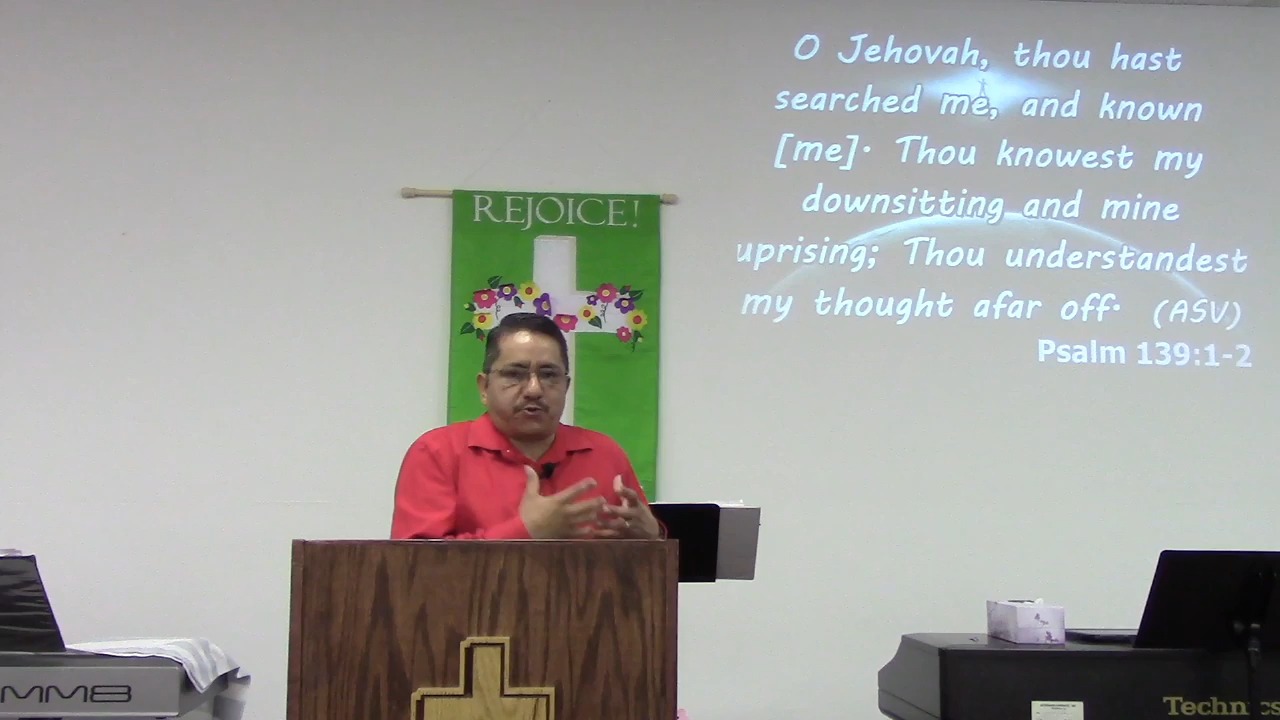 O Jehovah, thou hast
searched me, and known
[me]. Thou knowest my
downsitting and mine
uprising; Thou understandest
my thought afar off. (ASV)
Psalm 139:1-2
REJOICE!
MM8
Technics